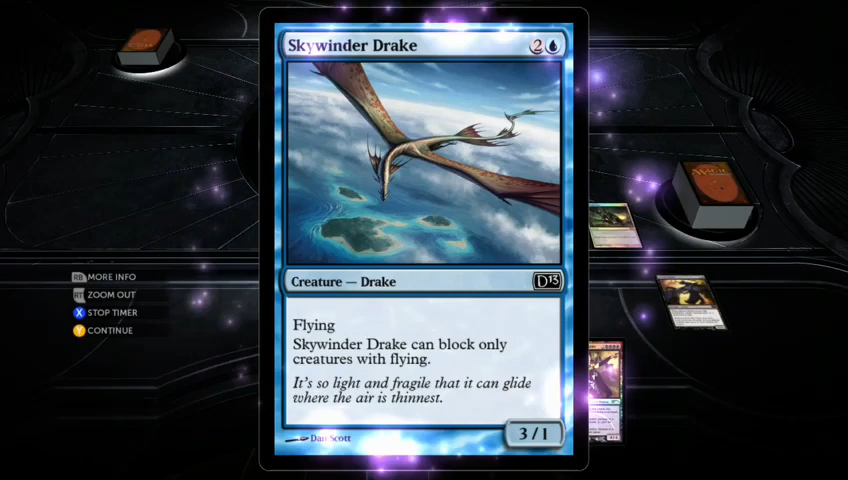 Skywinder Drake
2
RB MORE INFO
RT ZOOM OUT
X STOP TIMER
Y CONTINUE
Creature — Drake
D13
Flying
Skywinder Drake can block only
creatures with flying.
It's so light and fragile that it can glide
where the air is thinnest.
Dan Scott
3 / 1
MAGIC